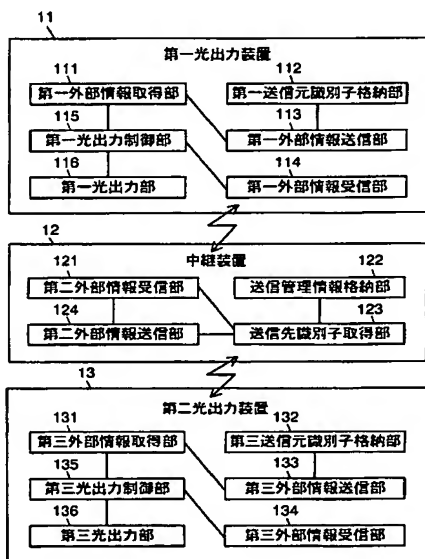 11
第一光出力装置
111 112
第一外部情報取得部 第一送信元識別子格納部
115 113
第一光出力制御部 第一外部情報送信部
116 114
第一光出力部 第一外部情報受信部
12
中継装置
121 122
第二外部情報受信部 送信管理情報格納部
124 123
第二外部情報送信部 送信先識別子取得部
13
第二光出力装置
131 132
第三外部情報取得部 第三送信元識別子格納部
135 133
第三光出力制御部 第三外部情報送信部
136 134
第三光出力部 第三外部情報受信部